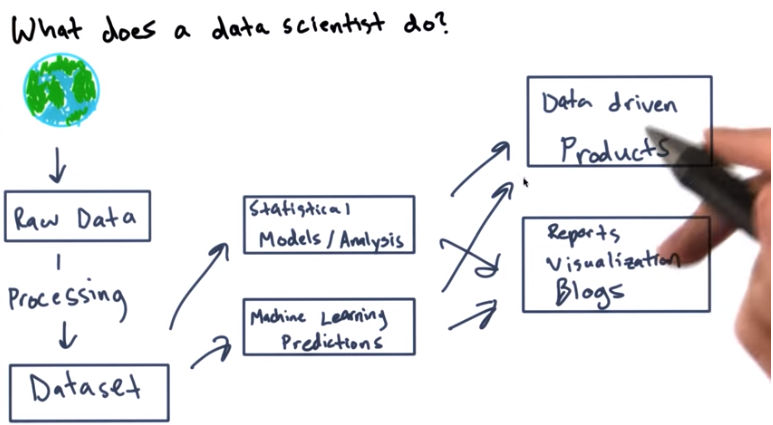 What does a data scientist do?
Raw Data
Processing
Dataset
Statistical
Models/Analysis
Machine Learning
Predictions
Data driven
Products
Reports
Visualization
Blogs